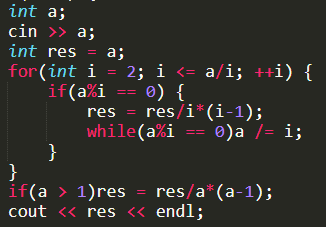 int a;
cin >> a;
int res = a;
for(int i = 2; i <= a/i; ++i) {
    if(a%i == 0) {
        res = res/i*(i-1);
        while(a%i == 0)a /= i;
    }
}
if(a > 1)res = res/a*(a-1);
cout << res << endl;